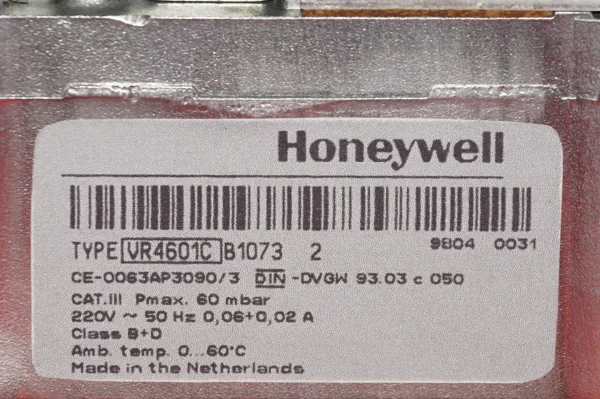 Honeywell
TYPE VR4601C B1073 2 9804 0031
CE-0063AP3090/3 DIN -DVGW 93.03 c 050
CAT.III Pmax. 60 mbar
220V ~ 50 Hz 0,06+0,02 A
Class B+D
Amb. temp. 0...60°C
Made in the Netherlands